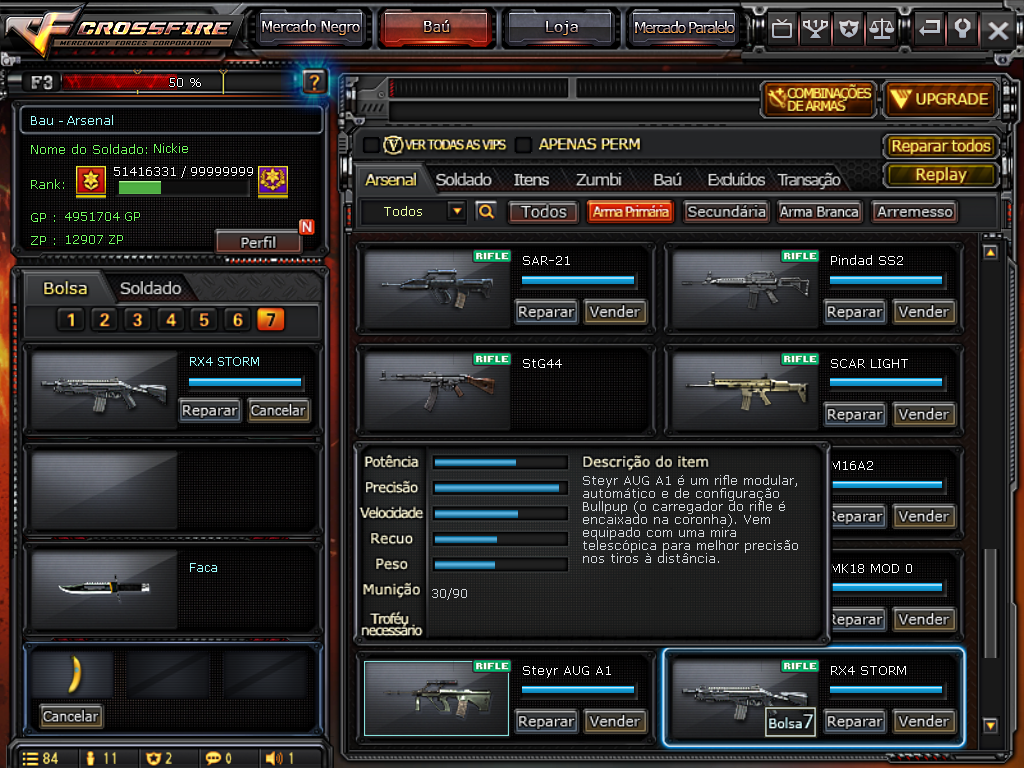 CROSSFIRE
MERCENARY FORCES CORPORATION
Mercado Negro
Baú
Loja
Mercado Paralelo
F3
50 %
?
COMBINAÇÕES
DE ARMAS
UPGRADE
Bau - Arsenal
Nome do Soldado: Nickie
Rank:
51416331 / 99999999
GP : 4951704 GP
ZP : 12907 ZP
N
Perfil
V VER TODAS AS VIPS
APENAS PERM
Reparar todos
Replay
Arsenal
Soldado
Itens
Zumbi
Baú
Excluídos
Transação
Todos
Todos
Arma Primária
Secundária
Arma Branca
Arremesso
Bolsa
Soldado
1 2 3 4 5 6 7
RX4 STORM
Reparar
Cancelar
Faca
Cancelar
84
11
2
0
1
RIFLE
SAR-21
Reparar
Vender
RIFLE
Pindad SS2
Reparar
Vender
RIFLE
StG44
RIFLE
SCAR LIGHT
Reparar
Vender
Potência
Precisão
Velocidade
Recuo
Peso
Munição
30/90
Troféu
necessário
Descrição do item
Steyr AUG A1 é um rifle modular,
automático e de configuração
Bullpup (o carregador do rifle é
encaixado na coronha). Vem
equipado com uma mira
telescópica para melhor precisão
nos tiros à distância.
M16A2
Reparar
Vender
MK18 MOD 0
Reparar
Vender
RIFLE
Steyr AUG A1
Reparar
Vender
RIFLE
RX4 STORM
Bolsa7
Reparar
Vender